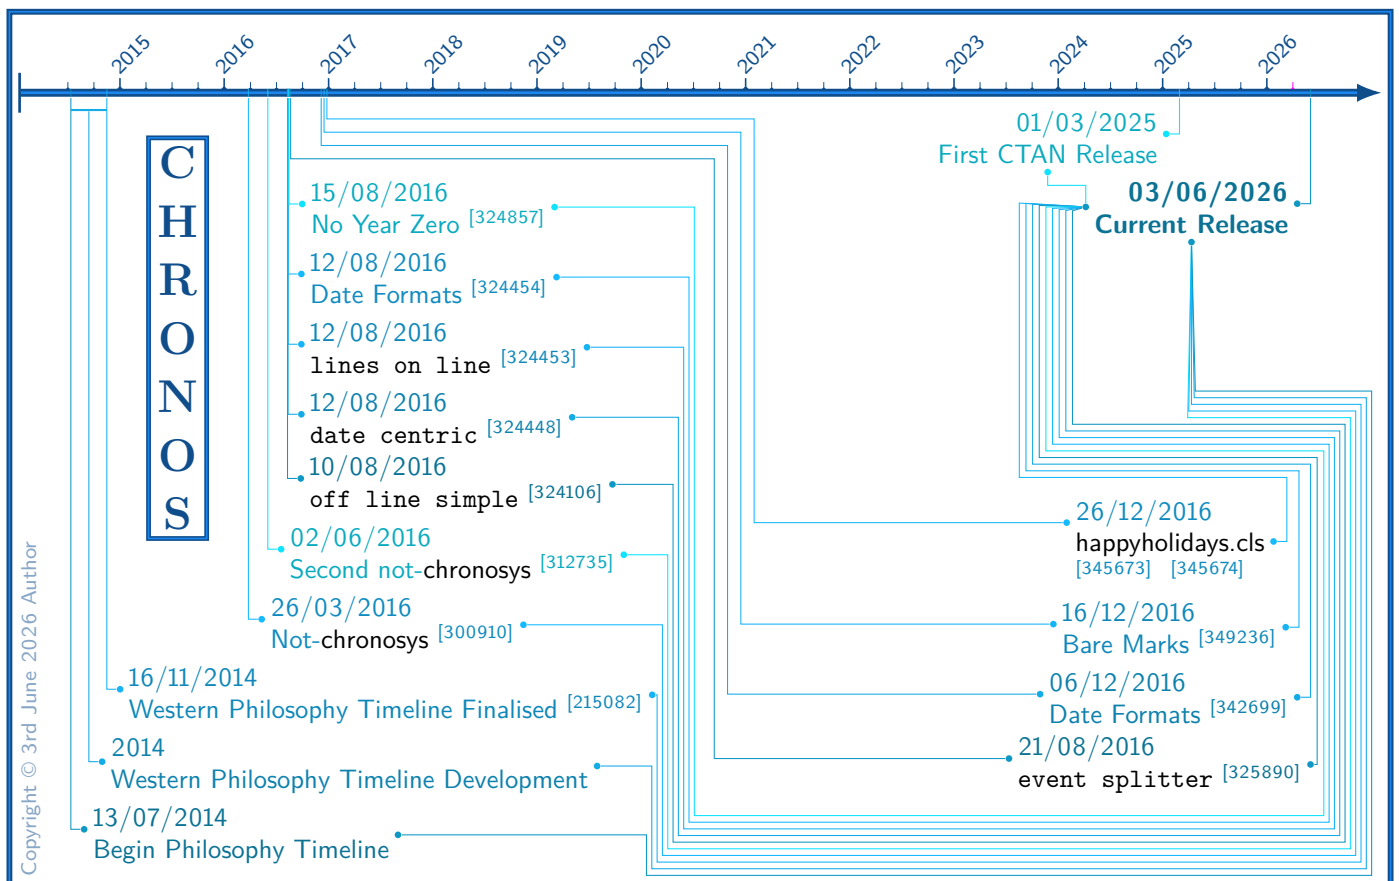 2015 2016 2017 2018 2019 2020 2021 2022 2023 2024 2025 2026
C
H
R
O
N
O
S
01/03/2025
First CTAN Release
03/06/2026
Current Release
15/08/2016
No Year Zero [324857]
12/08/2016
Date Formats [324454]
12/08/2016
lines on line [324453]
12/08/2016
date centric [324448]
10/08/2016
off line simple [324106]
02/06/2016
Second not-chronosys [312735]
26/03/2016
Not-chronosys [300910]
16/11/2014
Western Philosophy Timeline Finalised [215082]
2014
Western Philosophy Timeline Development
13/07/2014
Begin Philosophy Timeline
26/12/2016
happyholidays.cls
[345673] [345674]
16/12/2016
Bare Marks [349236]
06/12/2016
Date Formats [342699]
21/08/2016
event splitter [325890]
Copyright © 3rd June 2026 Author